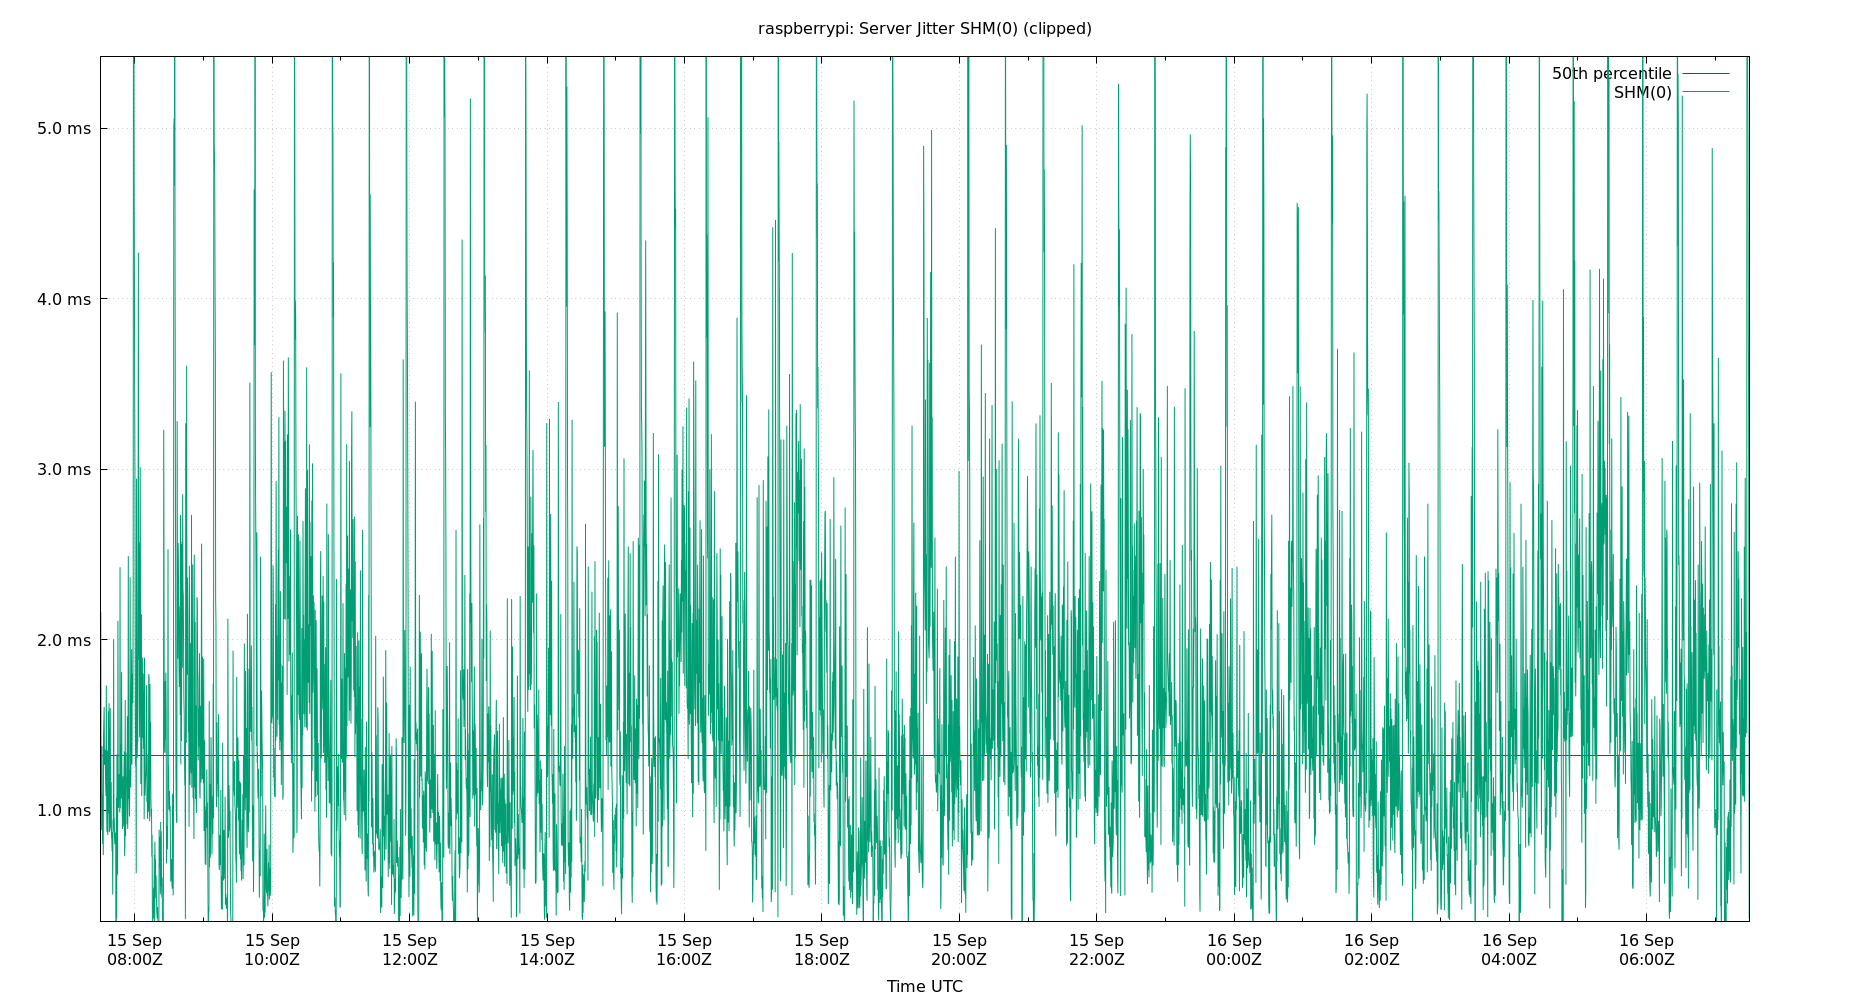 raspberrypi: Server Jitter SHM(0) (clipped)
50th percentile
SHM(0)
5.0 ms
4.0 ms
3.0 ms
2.0 ms
1.0 ms
15 Sep 15 Sep 15 Sep 15 Sep 15 Sep 15 Sep 15 Sep 15 Sep 16 Sep 16 Sep 16 Sep 16 Sep
08:00Z 10:00Z 12:00Z 14:00Z 16:00Z 18:00Z 20:00Z 22:00Z 00:00Z 02:00Z 04:00Z 06:00Z
Time UTC